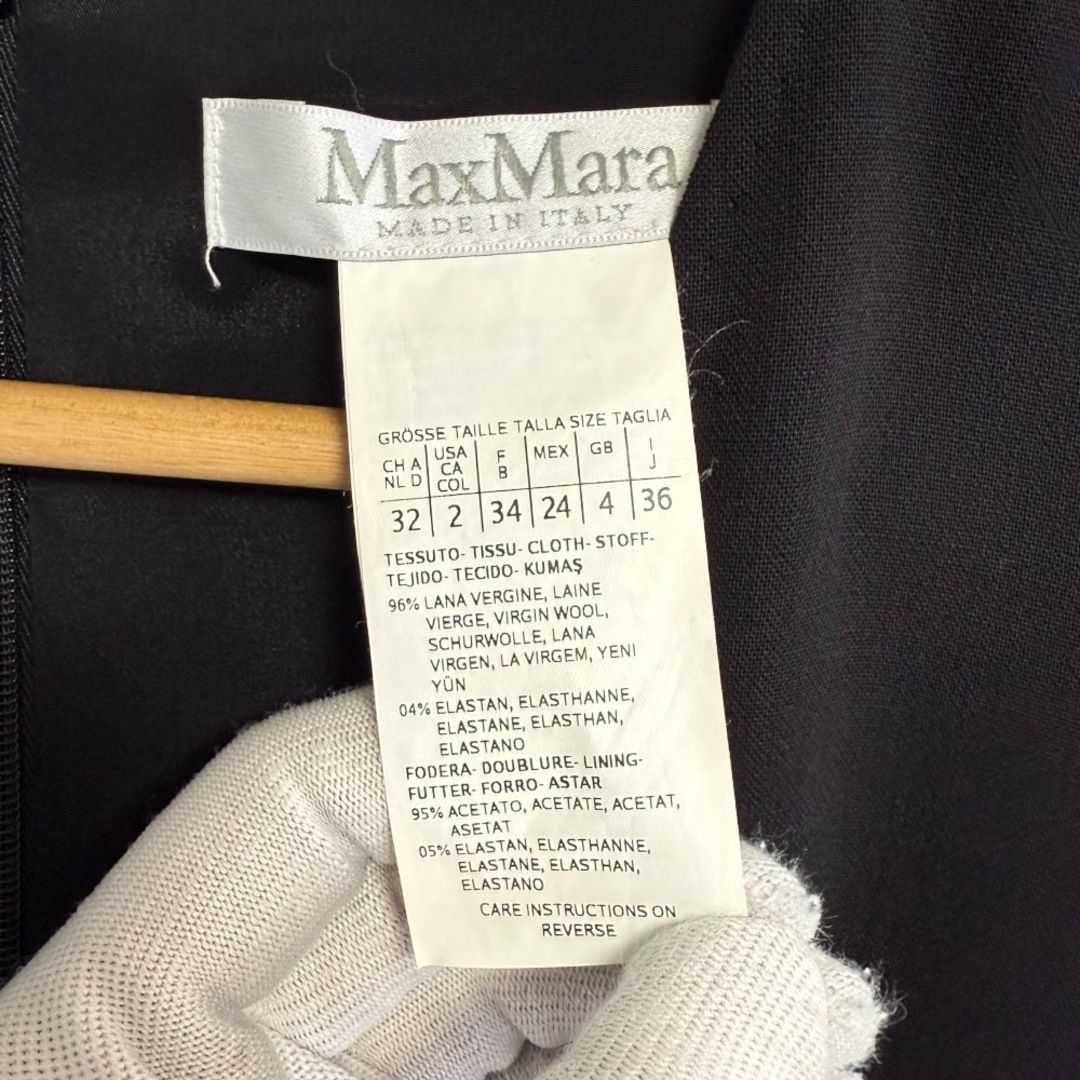 MaxMara
MADE IN ITALY
GRÖSSE TAILLE TALLA SIZE TAGLIA
CH A NL D USA CA COL F B MEX GB I J
32 2 34 24 4 36
TESSUTO- TISSU- CLOTH- STOFF-
TEJIDO- TECIDO- KUMAŞ
96% LANA VERGINE, LAINE
VIERGE, VIRGIN WOOL,
SCHURWOLLE, LANA
VIRGEN, LA VIRGEM, YENI
YÜN
04% ELASTAN, ELASTHANNE,
ELASTANE, ELASTHAN,
ELASTANO
FODERA- DOUBLURE- LINING-
FUTTER- FORRO- ASTAR
95% ACETATO, ACETATE, ACETAT,
ASETAT
05% ELASTAN, ELASTHANNE,
ELASTANE, ELASTHAN,
ELASTANO
CARE INSTRUCTIONS ON
REVERSE